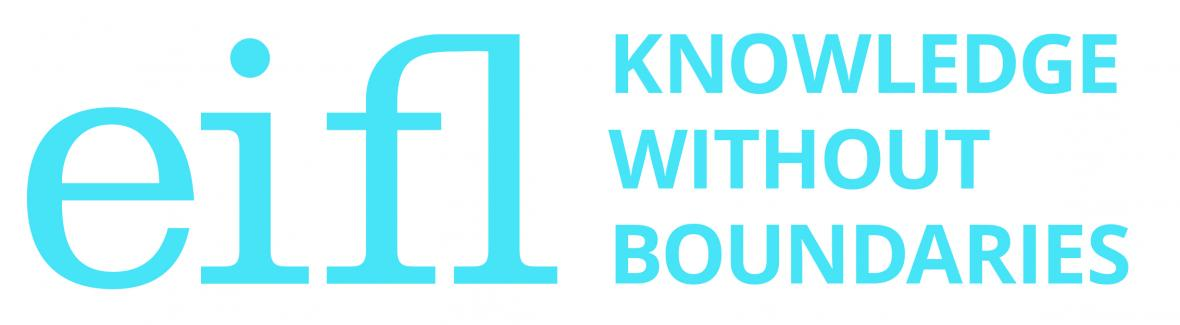 eifl
KNOWLEDGE
WITHOUT
BOUNDARIES